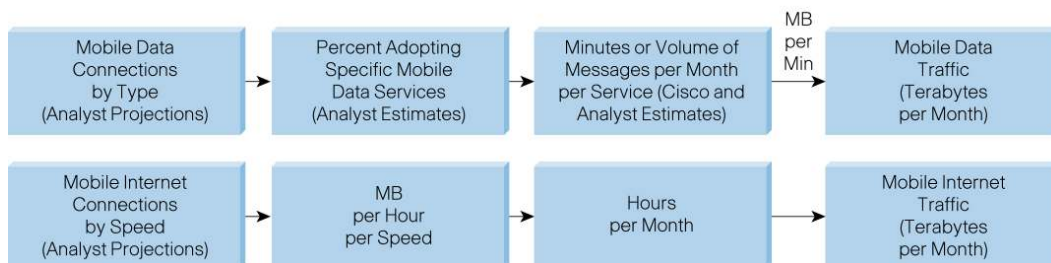 Mobile Data
Connections
by Type
(Analyst Projections)
Percent Adopting
Specific Mobile
Data Services
(Analyst Estimates)
Minutes or Volume of
Messages per Month
per Service (Cisco and
Analyst Estimates)
MB
per
Min
Mobile Data
Traffic
(Terabytes
per Month)
Mobile Internet
Connections
by Speed
(Analyst Projections)
MB
per Hour
per Speed
Hours
per Month
Mobile Internet
Traffic
(Terabytes
per Month)